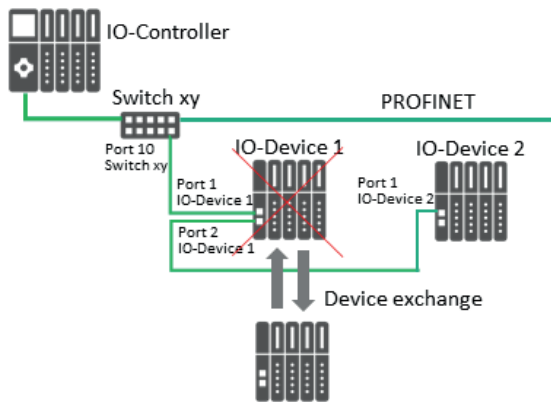 IO-Controller
Switch xy
PROFINET
Port 10
Switch xy
IO-Device 1
IO-Device 2
Port 1
IO-Device 1
Port 1
IO-Device 2
Port 2
IO-Device 1
Device exchange